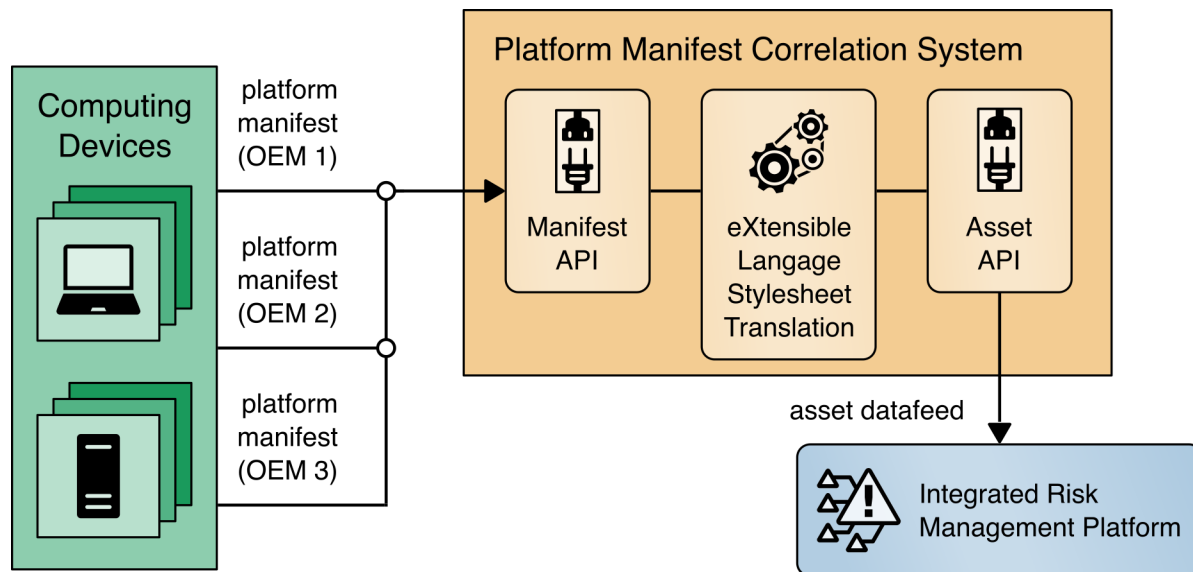 Platform Manifest Correlation System
Computing
Devices
platform
manifest
(OEM 1)
platform
manifest
(OEM 2)
platform
manifest
(OEM 3)
Manifest
API
eXtensible
Langage
Stylesheet
Translation
Asset
API
asset datafeed
Integrated Risk
Management Platform